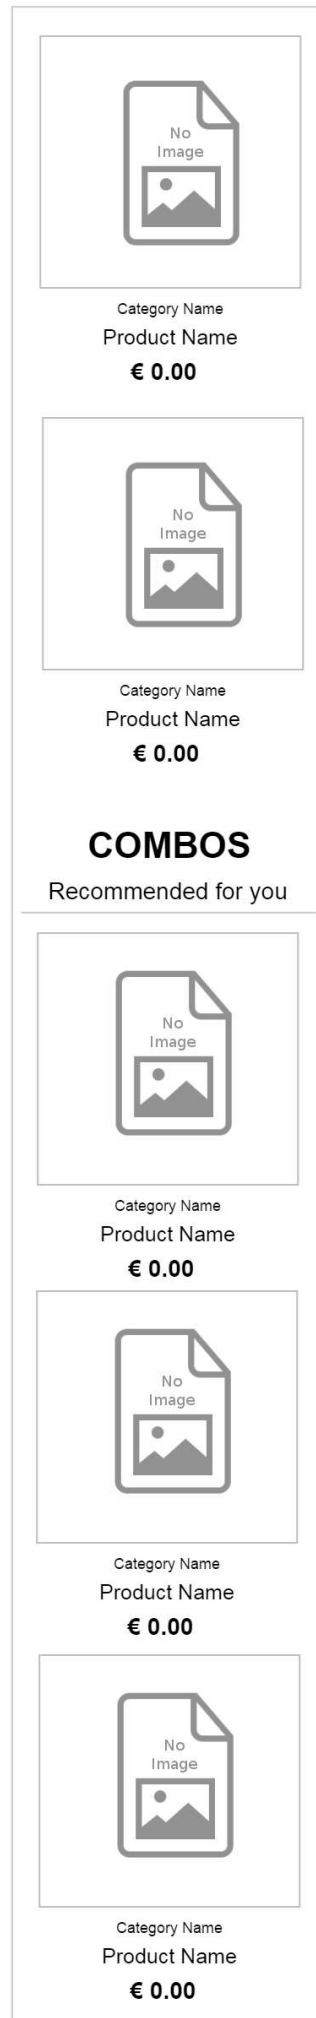 No
Image
Category Name
Product Name
€ 0.00
No
Image
Category Name
Product Name
€ 0.00
COMBOS
Recommended for you
No
Image
Category Name
Product Name
€ 0.00
No
Image
Category Name
Product Name
€ 0.00
No
Image
Category Name
Product Name
€ 0.00